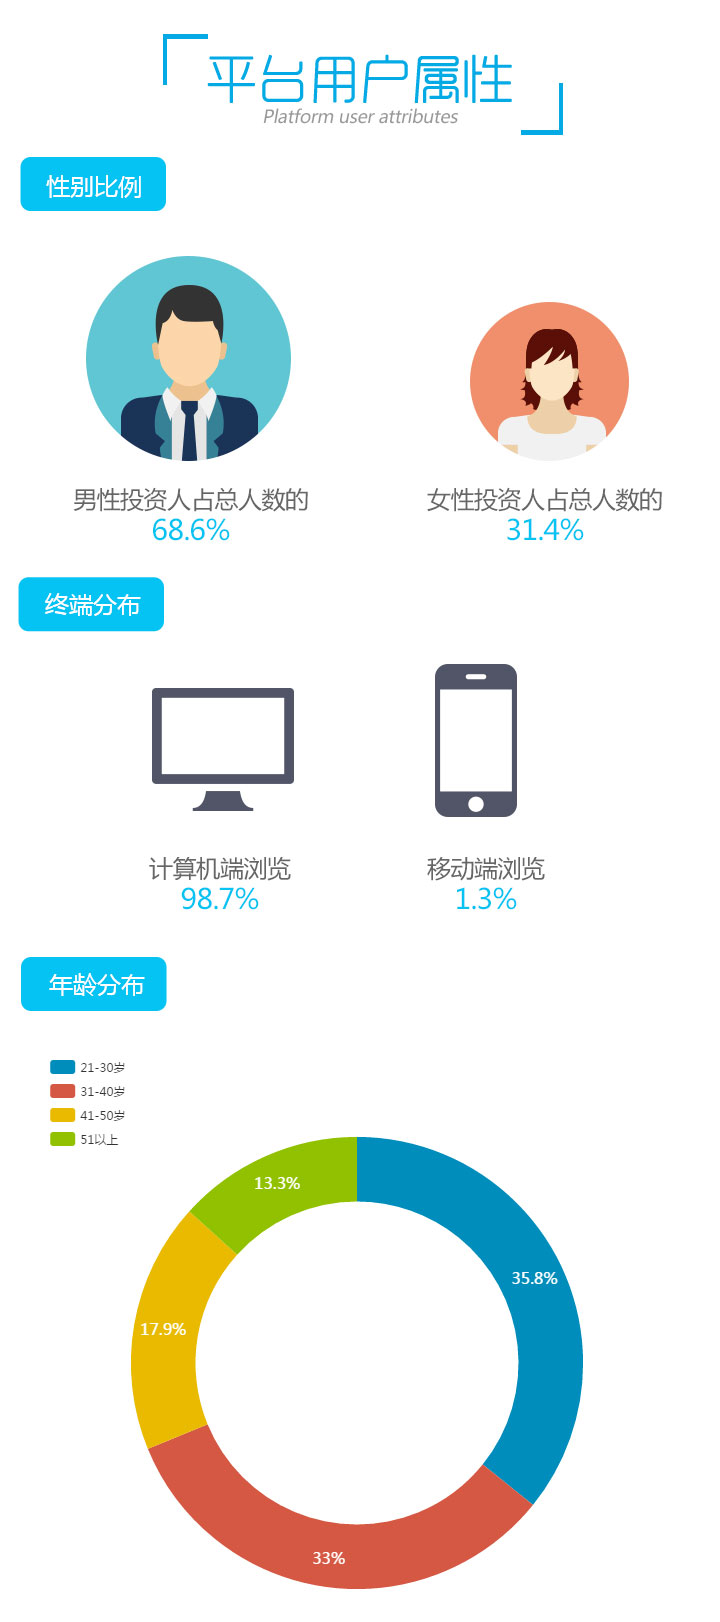 平台用户属性
Platform user attributes
性别比例
男性投资人占总人数的
68.6%
女性投资人占总人数的
31.4%
终端分布
计算机端浏览
98.7%
移动端浏览
1.3%
年龄分布
21-30岁
31-40岁
41-50岁
51以上
13.3%
35.8%
17.9%
33%